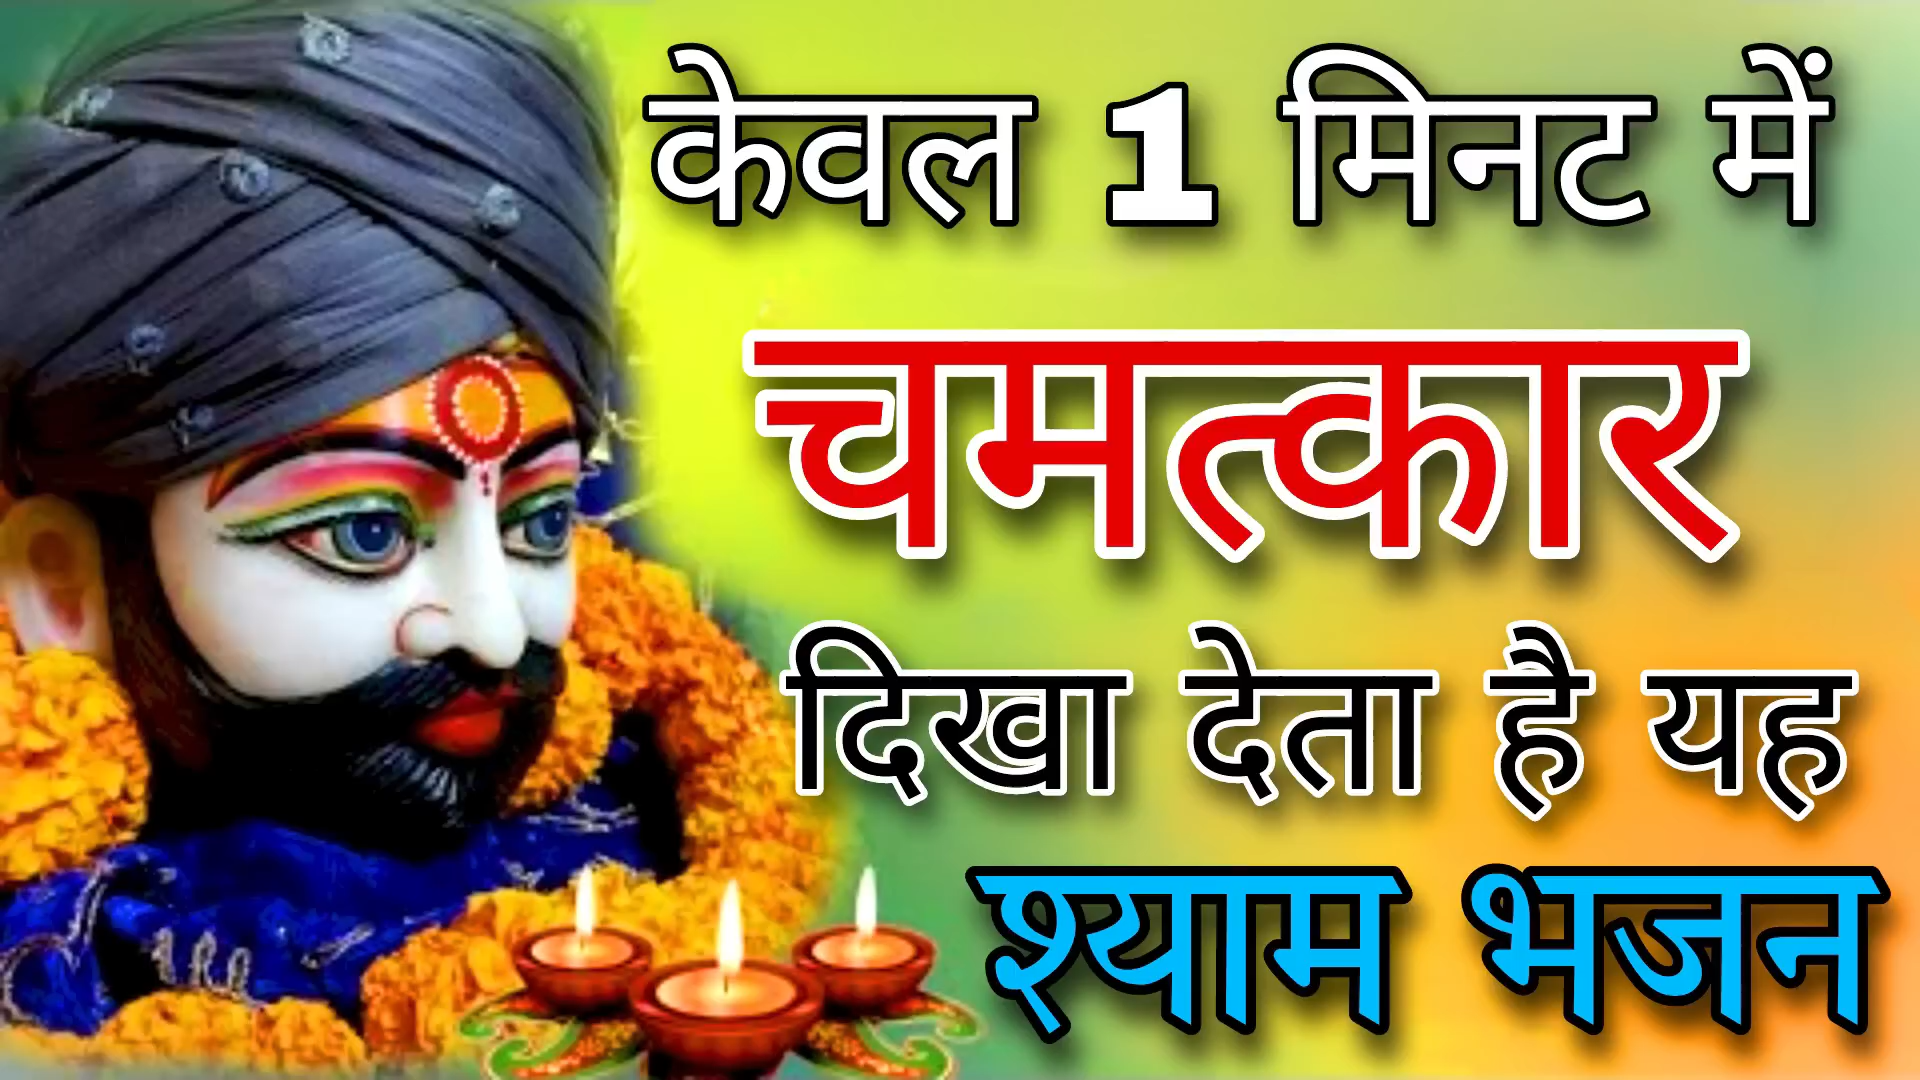 केवल 1 मिनट में
चमत्कार
दिखा देता है यह
श्याम भजन